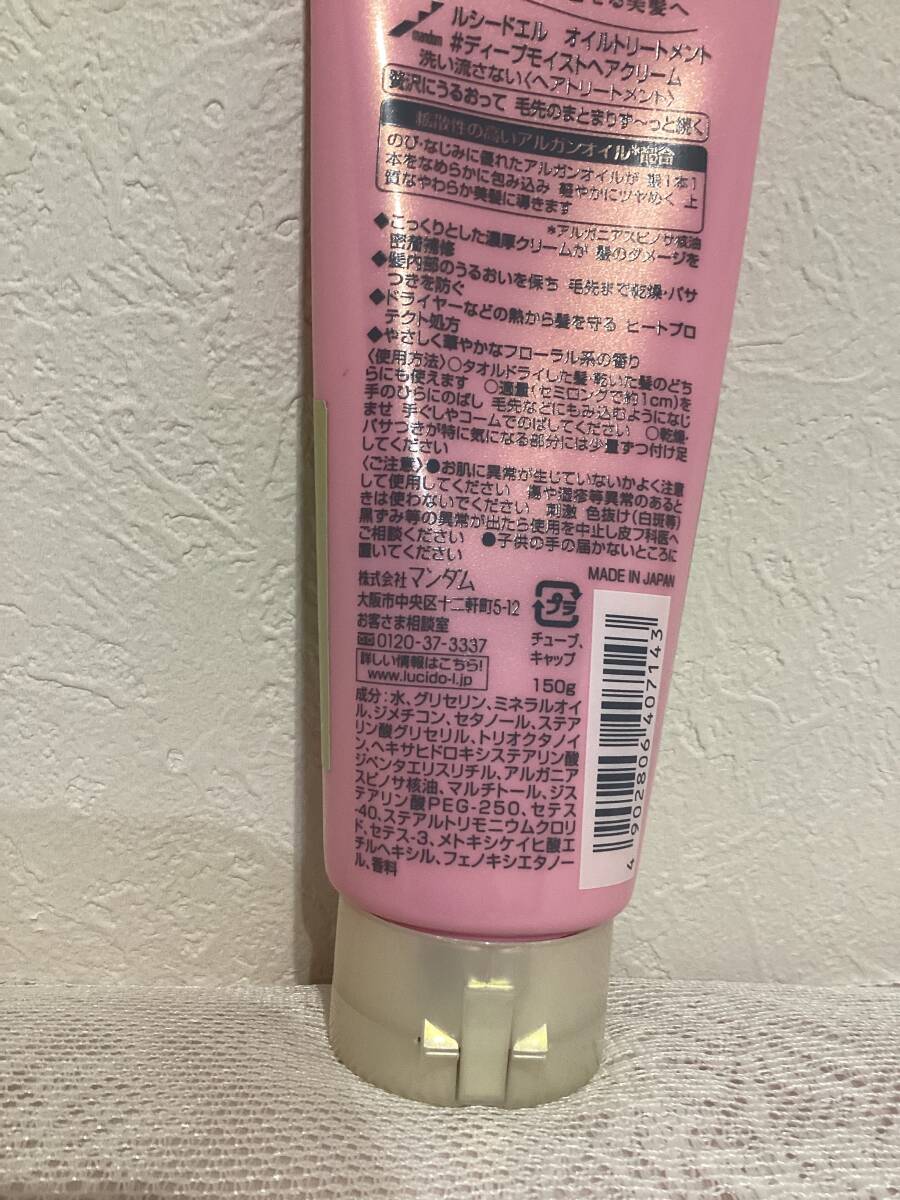 せる美髪へ
ルシードエル オイルトリートメント
mandom #ディープモイストヘアクリーム
洗い流さない〈ヘアトリートメント〉
贅沢にうるおって 毛先のまとまりず〜っと続く
拡散性の高いアルガンオイル*配合
のび・なじみに優れたアルガンオイルが 髪1本1
本をなめらかに包み込み 軽やかにツヤめく 上
質なやわらか美髪に導きます
*アルガニアスピノサ核油
◆こっくりとした濃厚クリームが 髪のダメージを
密着補修
◆髪内部のうるおいを保ち 毛先まで乾燥・パサ
つきを防ぐ
◆ドライヤーなどの熱から髪を守る ヒートプロ
テクト処方
◆やさしく華やかなフローラル系の香り
〈使用方法〉○タオルドライした髪・乾いた髪のどち
らにも使えます ○適量(セミロングで約1cm)を
手のひらにのばし 毛先などにもみ込むようになじ
ませ 手ぐしやコームでのばしてください ○乾燥・
パサつきが特に気になる部分には少量ずつ付け足
してください
〈ご注意〉●お肌に異常が生じていないかよく注意
して使用してください 傷や湿疹等異常のあると
きは使わないでください 刺激 色抜け(白斑等)
黒ずみ等の異常が出たら使用を中止し皮フ科医へ
ご相談ください ●子供の手の届かないところに
置いてください
株式会社 マンダム
大阪市中央区十二軒町5-12
お客さま相談室
0120-37-3337
詳しい情報はこちら!
www.lucido-l.jp
MADE IN JAPAN
プラ
チューブ、
キャップ
150g
成分:水、グリセリン、ミネラルオイ
ル、ジメチコン、セタノール、ステア
リン酸グリセリル、トリオクタノイ
ン、ヘキサヒドロキシステアリン酸
ジペンタエリスリチル、アルガニア
スピノサ核油、マルチトール、ジス
テアリン酸PEG-250、セテス
-40、ステアルトリモニウムクロリ
ド、セテス-3、メトキシケイヒ酸エ
チルヘキシル、フェノキシエタノー
ル、香料
4902806407143